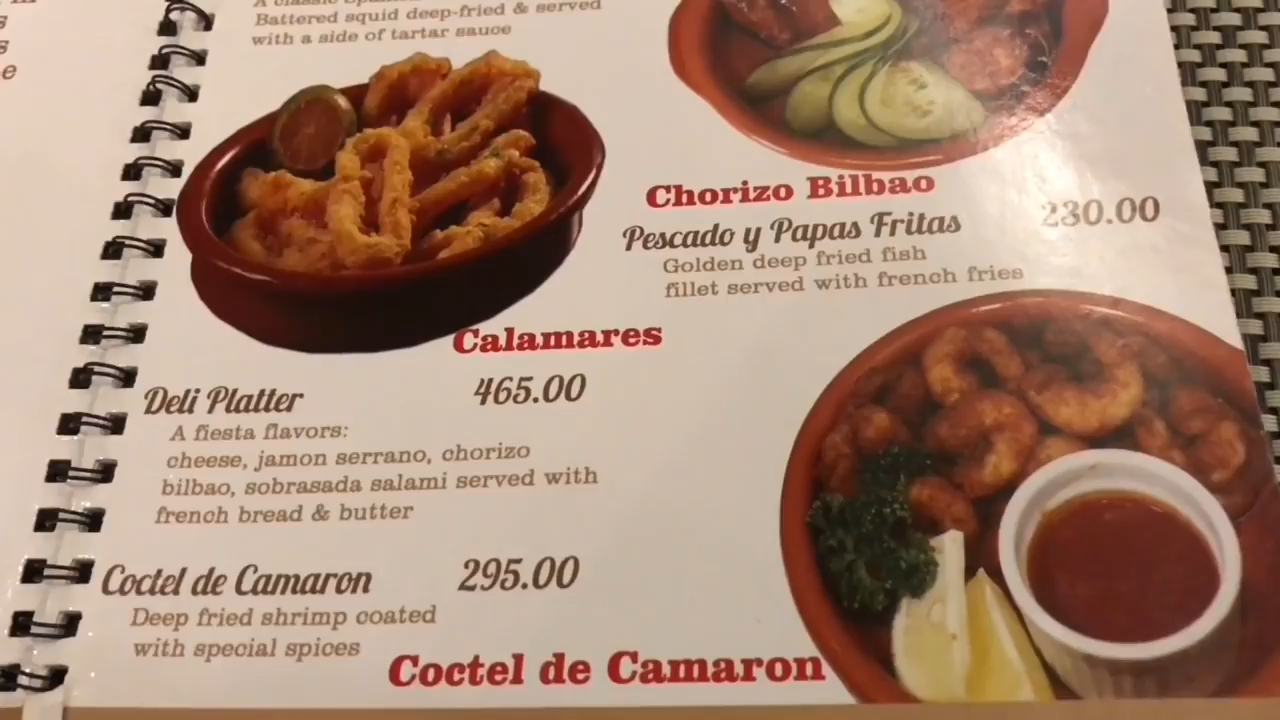 A classic
Battered squid deep-fried & served
with a side of tartar sauce
Calamares
Deli Platter 465.00
A fiesta flavors:
cheese, jamon serrano, chorizo
bilbao, sobrasada salami served with
french bread & butter
Coctel de Camaron 295.00
Deep fried shrimp coated
with special spices
Chorizo Bilbao
Pescado y Papas Fritas 230.00
Golden deep fried fish
fillet served with french fries
Coctel de Camaron